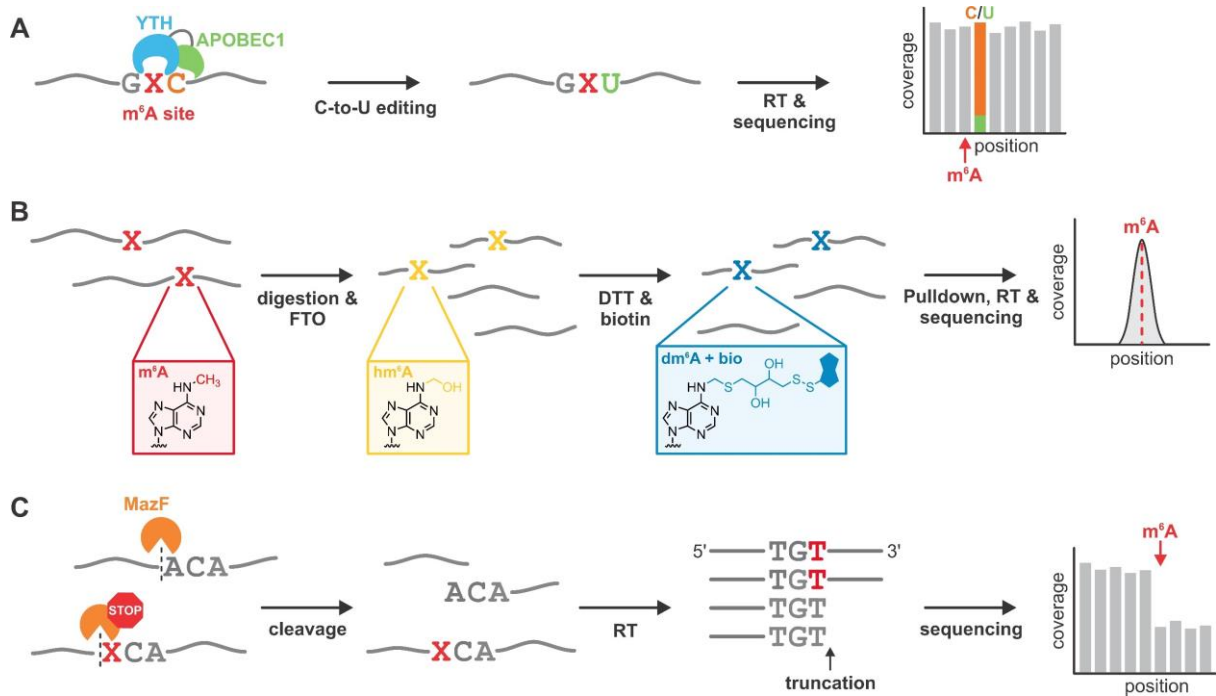 A
YTH
APOBEC1
GXC
m⁶A site
C-to-U editing
GXU
RT &
sequencing
C/U
coverage
position
m⁶A
B
X
X
digestion &
FTO
X
X
DTT &
biotin
X
X
Pulldown, RT &
sequencing
m⁶A
coverage
position
m⁶A
HN
CH₃
N
N
N
N
hm⁶A
HN
OH
N
N
N
N
dm⁶A + bio
HN
S
OH
OH
S
S
N
N
N
N
C
MazF
ACA
STOP
XCA
cleavage
ACA
XCA
RT
5'
TGT
3'
TGT
TGT
TGT
truncation
sequencing
m⁶A
coverage
position